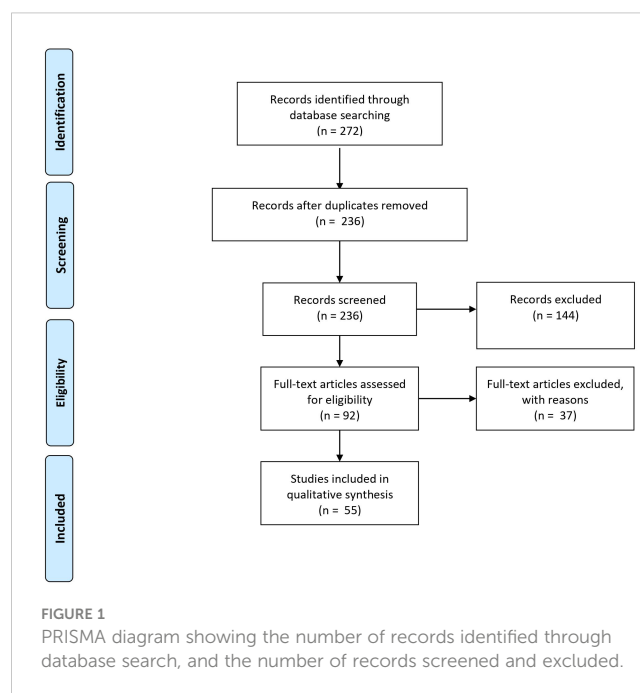 Identification
Records identified through
database searching
(n = 272)
Screening
Records after duplicates removed
(n = 236)
Records screened
(n = 236)
Records excluded
(n = 144)
Eligibility
Full-text articles assessed
for eligibility
(n = 92)
Full-text articles excluded,
with reasons
(n = 37)
Included
Studies included in
qualitative synthesis
(n = 55)
FIGURE 1
PRISMA diagram showing the number of records identified through
database search, and the number of records screened and excluded.